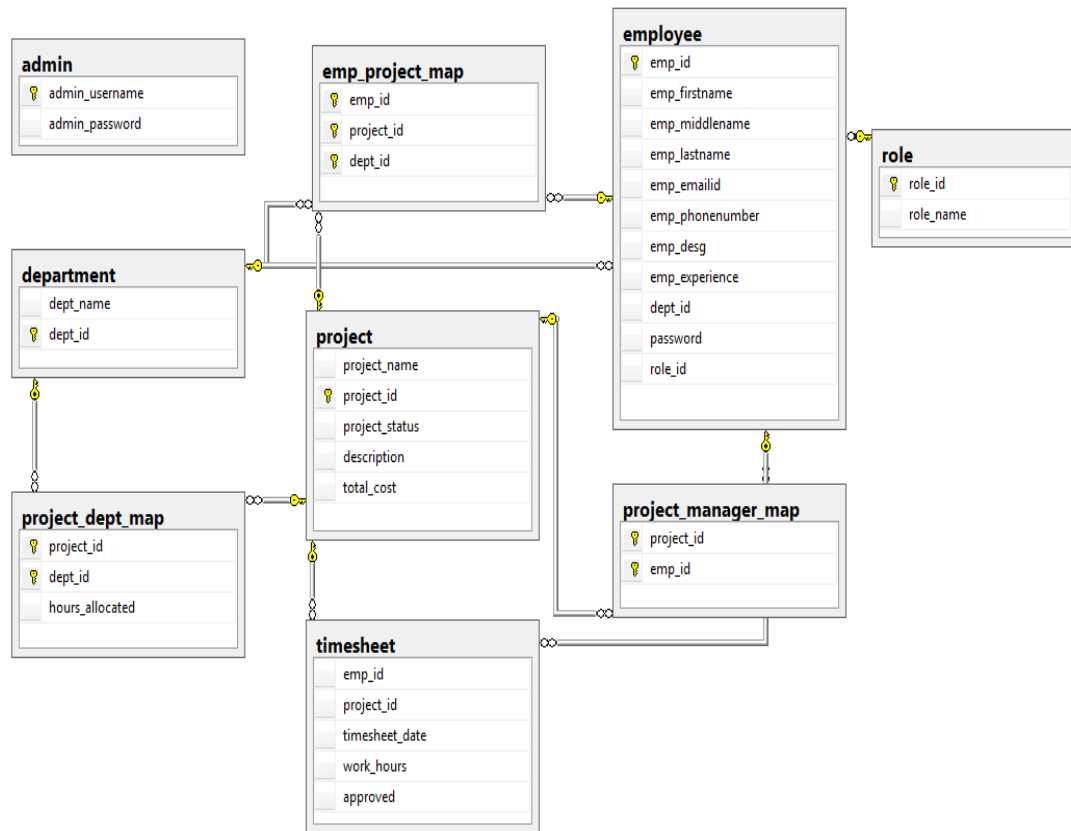 admin
admin_username
admin_password
emp_project_map
emp_id
project_id
dept_id
employee
emp_id
emp_firstname
emp_middlename
emp_lastname
emp_emailid
emp_phonenumber
emp_desg
emp_experience
dept_id
password
role_id
role
role_id
role_name
department
dept_name
dept_id
project
project_name
project_id
project_status
description
total_cost
project_dept_map
project_id
dept_id
hours_allocated
project_manager_map
project_id
emp_id
timesheet
emp_id
project_id
timesheet_date
work_hours
approved